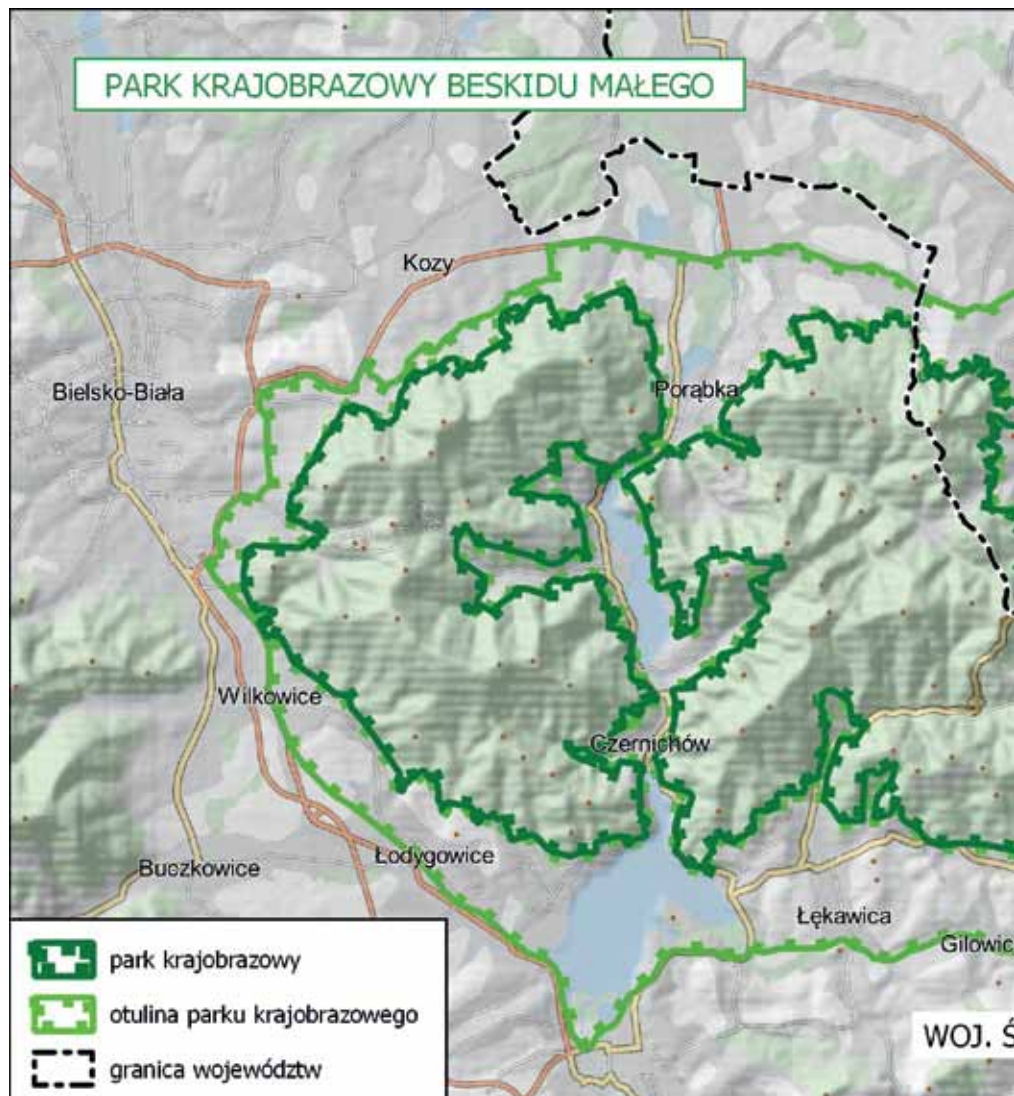 PARK KRAJOBRAZOWY BESKIDU MAŁEGO
Kozy
Bielsko-Biała
Porąbka
Wilkowice
Czernichów
Łodygowice
Buczkowice
Łękawica
Gilowic
park krajobrazowy
otulina parku krajobrazowego
granica województw
WOJ. Ś